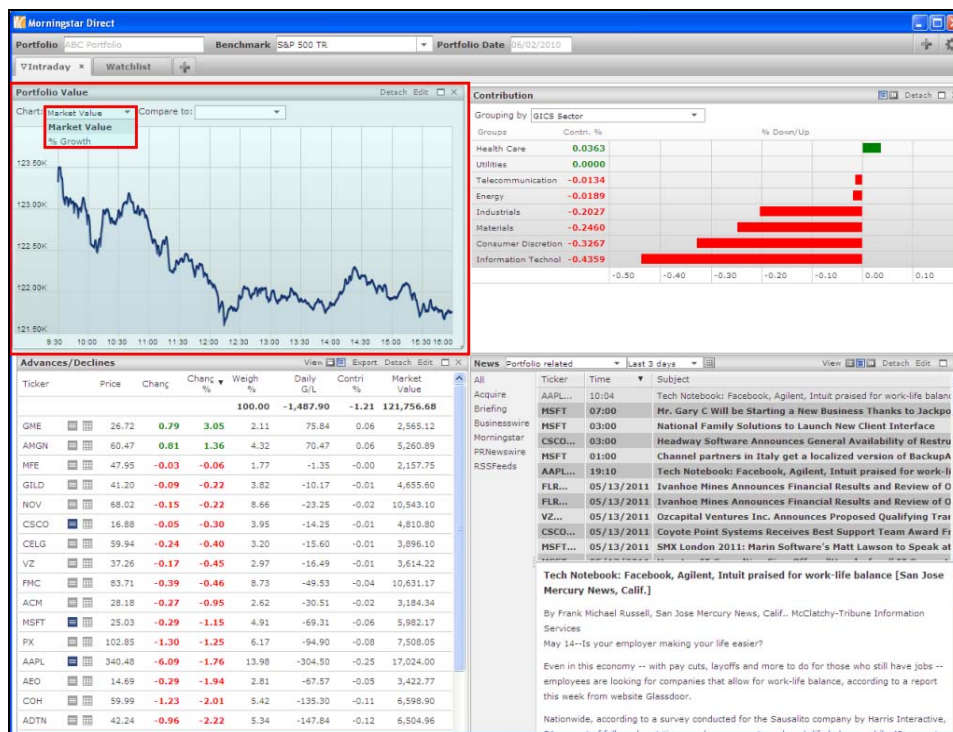 Morningstar Direct
Portfolio ABC Portfolio Benchmark S&P 500 TR Portfolio Date 06/02/2010
Intraday × Watchlist
Portfolio Value Detach Edit
Chart: Market Value Compare to:
Market Value
% Growth
123.50K
123.00K
122.50K
122.00K
121.50K
9:30 10:00 10:30 11:00 11:30 12:00 12:30 13:00 13:30 14:00 14:30 15:00 15:30 16:00
Contribution Detach
Grouping by GICS Sector
Groups Contri. % % Down/Up
Health Care 0.0363
Utilities 0.0000
Telecommunication -0.0134
Energy -0.0189
Industrials -0.2027
Materials -0.2460
Consumer Discretion -0.3267
Information Technol -0.4359
-0.50 -0.40 -0.30 -0.20 -0.10 0.00 0.10
Advances/Declines View Export Detach Edit
Ticker Price Chang Chang % Weigh % Daily G/L Contri % Market Value
100.00 -1,487.90 -1.21 121,756.68
GME 26.72 0.79 3.05 2.11 75.84 0.06 2,565.12
AMGN 60.47 0.81 1.36 4.32 70.47 0.06 5,260.89
MFE 47.95 -0.03 -0.06 1.77 -1.35 -0.00 2,157.75
GILD 41.20 -0.09 -0.22 3.82 -10.17 -0.01 4,655.60
NOV 68.02 -0.15 -0.22 8.66 -23.25 -0.02 10,543.10
CSCO 16.88 -0.05 -0.30 3.95 -14.25 -0.01 4,810.80
CELG 59.94 -0.24 -0.40 3.20 -15.60 -0.01 3,896.10
VZ 37.26 -0.17 -0.45 2.97 -16.49 -0.01 3,614.22
FMC 83.71 -0.39 -0.46 8.73 -49.53 -0.04 10,631.17
ACM 28.18 -0.27 -0.95 2.62 -30.51 -0.02 3,184.34
MSFT 25.03 -0.29 -1.15 4.91 -69.31 -0.06 5,982.17
PX 102.85 -1.30 -1.25 6.17 -94.90 -0.08 7,508.05
AAPL 340.48 -6.09 -1.76 13.98 -304.50 -0.25 17,024.00
AEO 14.69 -0.29 -1.94 2.81 -67.57 -0.05 3,422.77
COH 59.99 -1.23 -2.01 5.42 -135.30 -0.11 6,598.90
ADTN 42.24 -0.96 -2.22 5.34 -147.84 -0.12 6,504.96
News Portfolio related Last 3 days View Detach Edit
All
Acquire
Briefing
Businesswire
Morningstar
PRNewswire
RSSFeeds
Ticker Time Subject
AAPL... 10:04 Tech Notebook: Facebook, Agilent, Intuit praised for work-life balanc
MSFT 07:00 Mr. Gary C Will be Starting a New Business Thanks to Jackpo
MSFT 03:00 National Family Solutions to Launch New Client Interface
CSCO... 03:00 Headway Software Announces General Availability of Restru
MSFT 01:00 Channel partners in Italy get a localized version of BackupA
AAPL... 19:10 Tech Notebook: Facebook, Agilent, Intuit praised for work-li
FLR... 05/13/2011 Ivanhoe Mines Announces Financial Results and Review of O
FLR... 05/13/2011 Ivanhoe Mines Announces Financial Results and Review of O
VZ... 05/13/2011 Ozcapital Ventures Inc. Announces Proposed Qualifying Tran
CSCO... 05/13/2011 Coyote Point Systems Receives Best Support Team Award Fr
MSFT... 05/13/2011 SMX London 2011: Marin Software's Matt Lawson to Speak at
Tech Notebook: Facebook, Agilent, Intuit praised for work-life balance [San Jose
Mercury News, Calif.]
By Frank Michael Russell, San Jose Mercury News, Calif.. McClatchy-Tribune Information
Services
May 14--Is your employer making your life easier?
Even in this economy -- with pay cuts, layoffs and more to do for those who still have jobs --
employees are looking for companies that allow for work-life balance, according to a report
this week from website Glassdoor.
Nationwide, according to a survey conducted for the Sausalito company by Harris Interactive,